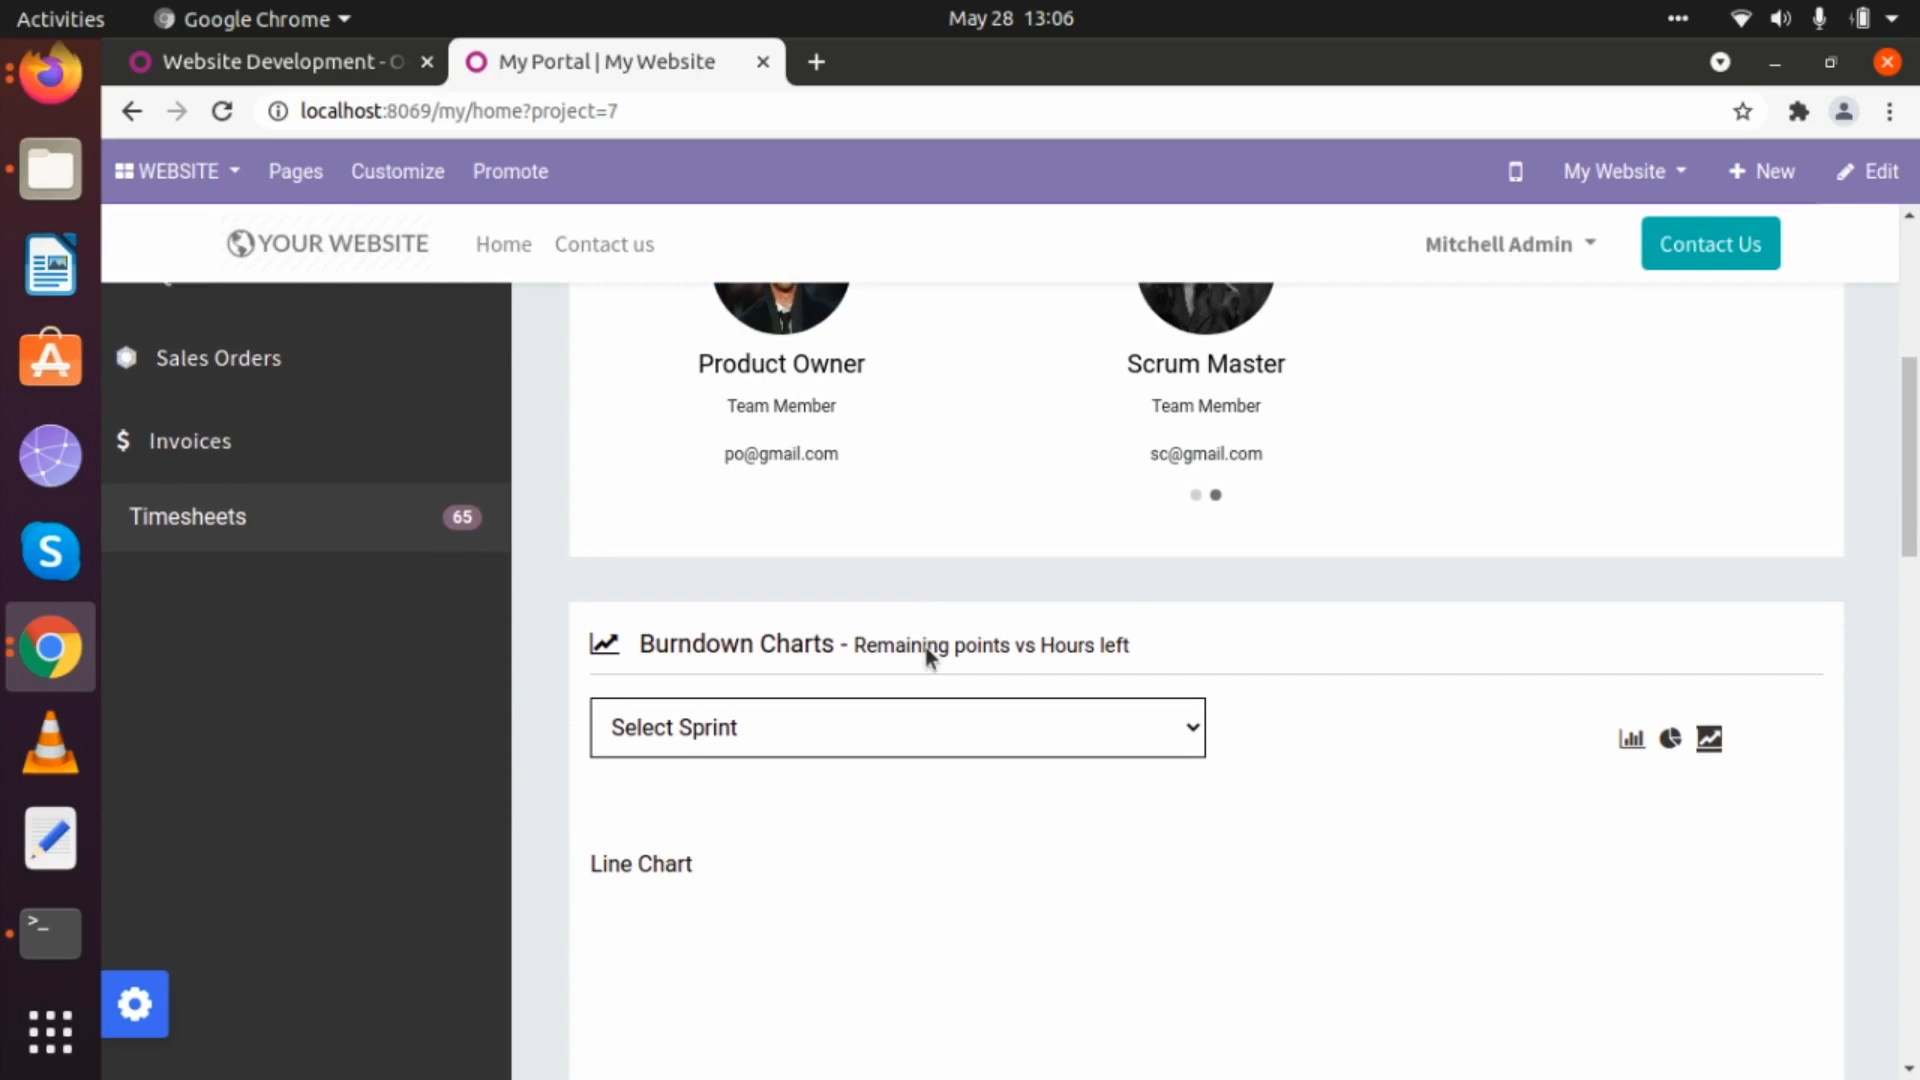 Activities Google Chrome May 28 13:06
Website Development - O My Portal | My Website
localhost:8069/my/home?project=7
WEBSITE Pages Customize Promote My Website + New Edit
YOUR WEBSITE Home Contact us Mitchell Admin Contact Us
Sales Orders
$ Invoices
Timesheets 65
Product Owner
Team Member
po@gmail.com
Scrum Master
Team Member
sc@gmail.com
Burndown Charts - Remaining points vs Hours left
Select Sprint
Line Chart